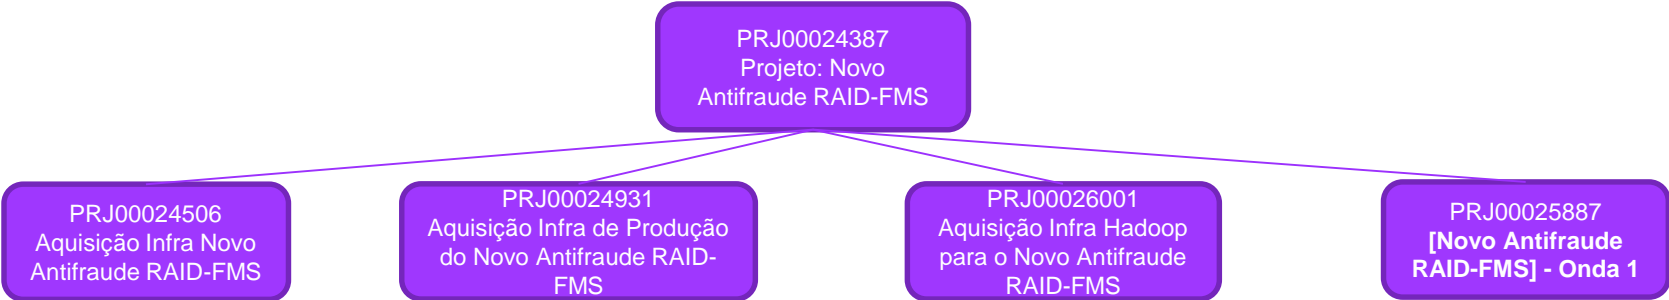 PRJ00024387
Projeto: Novo
Antifraude RAID-FMS
PRJ00024506
Aquisição Infra Novo
Antifraude RAID-FMS
PRJ00024931
Aquisição Infra de Produção
do Novo Antifraude RAID-
FMS
PRJ00026001
Aquisição Infra Hadoop
para o Novo Antifraude
RAID-FMS
PRJ00025887
[Novo Antifraude
RAID-FMS] - Onda 1